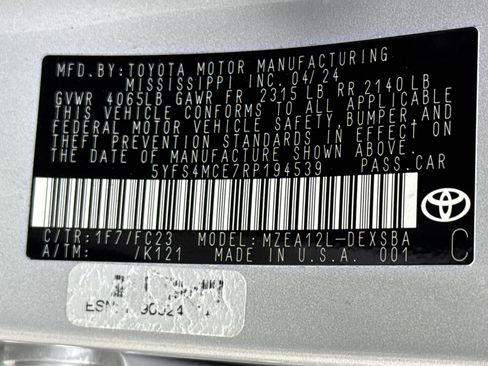 MFD. BY: TOYOTA MOTOR MANUFACTURING
MISSISSIPPI INC. 04/24
GVWR 4065LB GAWR FR 2315 LB RR 2140 LB
THIS VEHICLE CONFORMS TO ALL APPLICABLE
FEDERAL MOTOR VEHICLE SAFETY, BUMPER, AND
THEFT PREVENTION STANDARDS IN EFFECT ON
THE DATE OF MANUFACTURE SHOWN ABOVE.
5YFS4MCE7RP194539 PASS. CAR
C/TR: 1F7/FC23 MODEL: MZEA12L-DEXSBA C
A/TM: /K121 MADE IN U.S.A. 001
ESN: